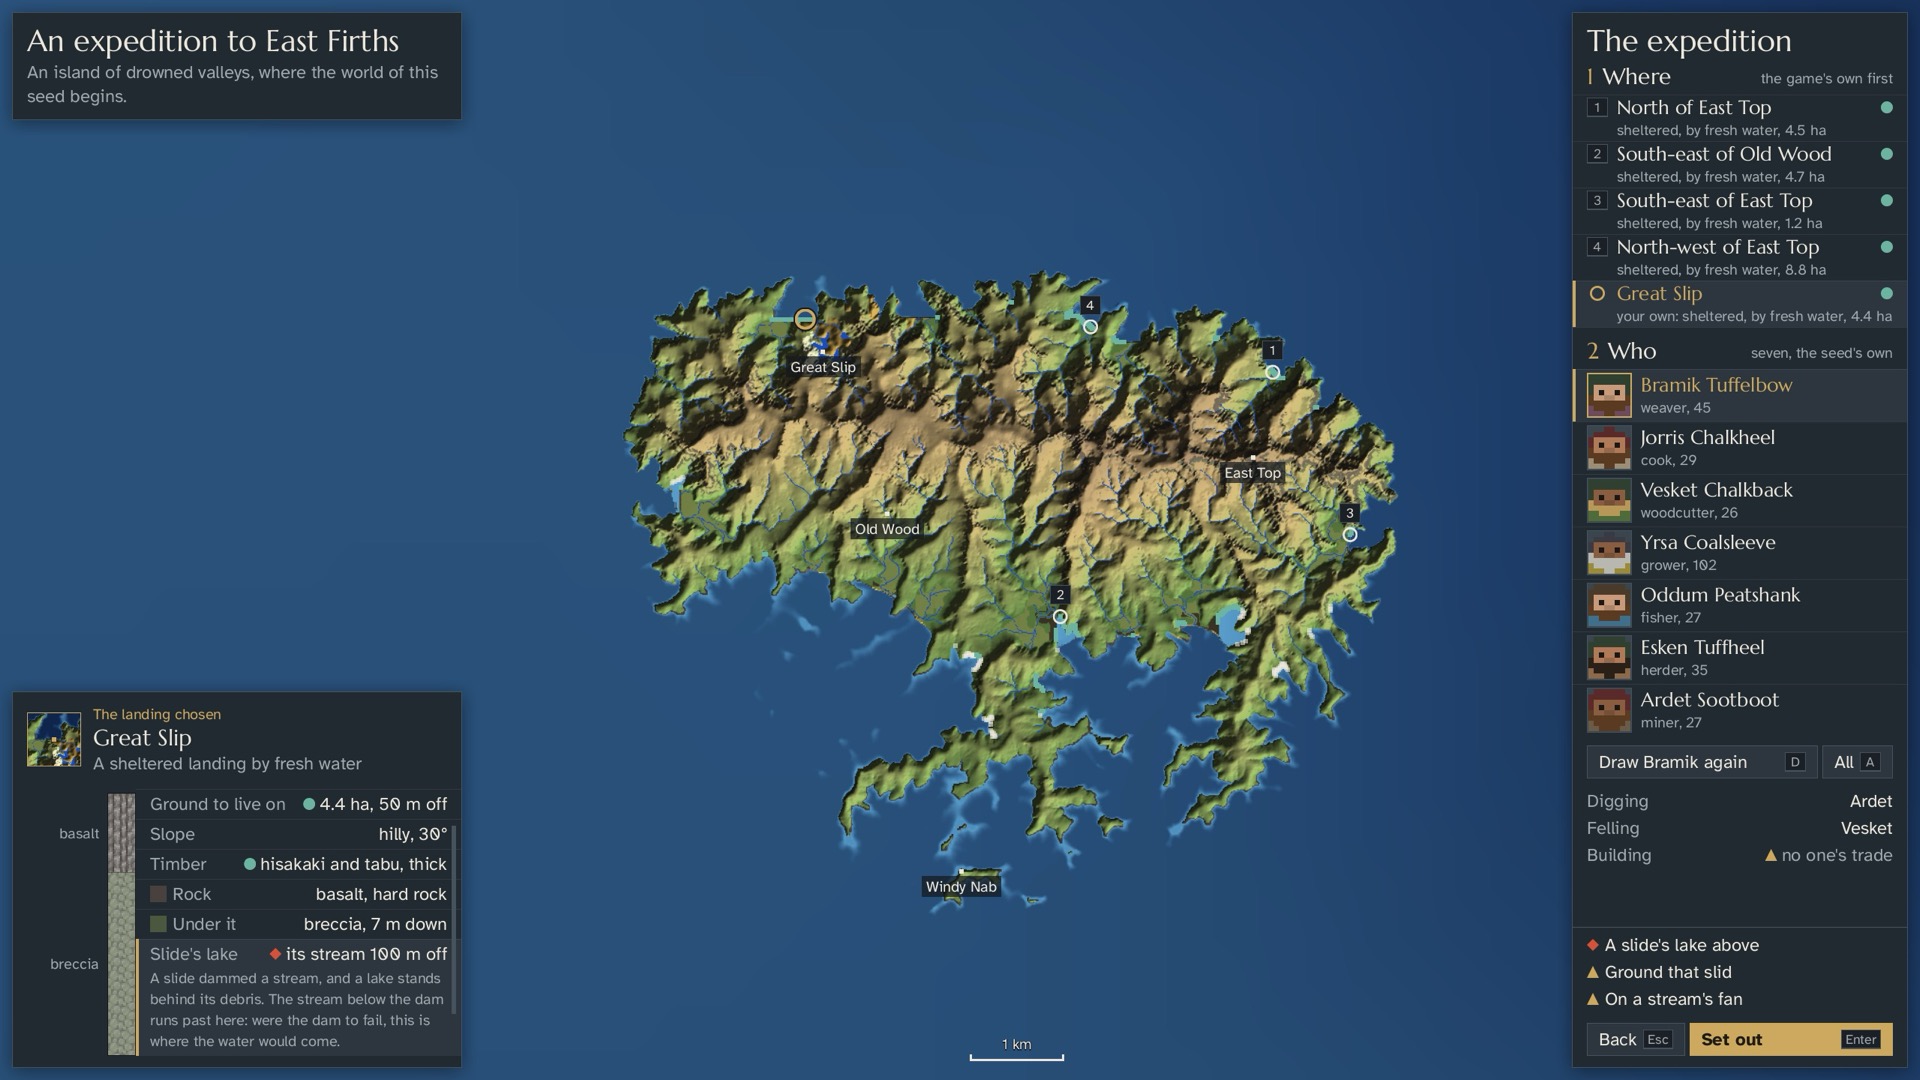 An expedition to East Firths
An island of drowned valleys, where the world of this
seed begins.
4
1
Great Slip
East Top
3
Old Wood
2
Windy Nab
1 km
The landing chosen
Great Slip
A sheltered landing by fresh water
basalt
breccia
Ground to live on 4.4 ha, 50 m off
Slope hilly, 30°
Timber hisakaki and tabu, thick
Rock basalt, hard rock
Under it breccia, 7 m down
Slide's lake its stream 100 m off
A slide dammed a stream, and a lake stands
behind its debris. The stream below the dam
runs past here: were the dam to fail, this is
where the water would come.
The expedition
1 Where the game's own first
1 North of East Top
sheltered, by fresh water, 4.5 ha
2 South-east of Old Wood
sheltered, by fresh water, 4.7 ha
3 South-east of East Top
sheltered, by fresh water, 1.2 ha
4 North-west of East Top
sheltered, by fresh water, 8.8 ha
Great Slip
your own: sheltered, by fresh water, 4.4 ha
2 Who seven, the seed's own
Bramik Tuffelbow
weaver, 45
Jorris Chalkheel
cook, 29
Vesket Chalkback
woodcutter, 26
Yrsa Coalsleeve
grower, 102
Oddum Peatshank
fisher, 27
Esken Tuffheel
herder, 35
Ardet Sootboot
miner, 27
Draw Bramik again D All A
Digging Ardet
Felling Vesket
Building no one's trade
A slide's lake above
Ground that slid
On a stream's fan
Back Esc Set out Enter